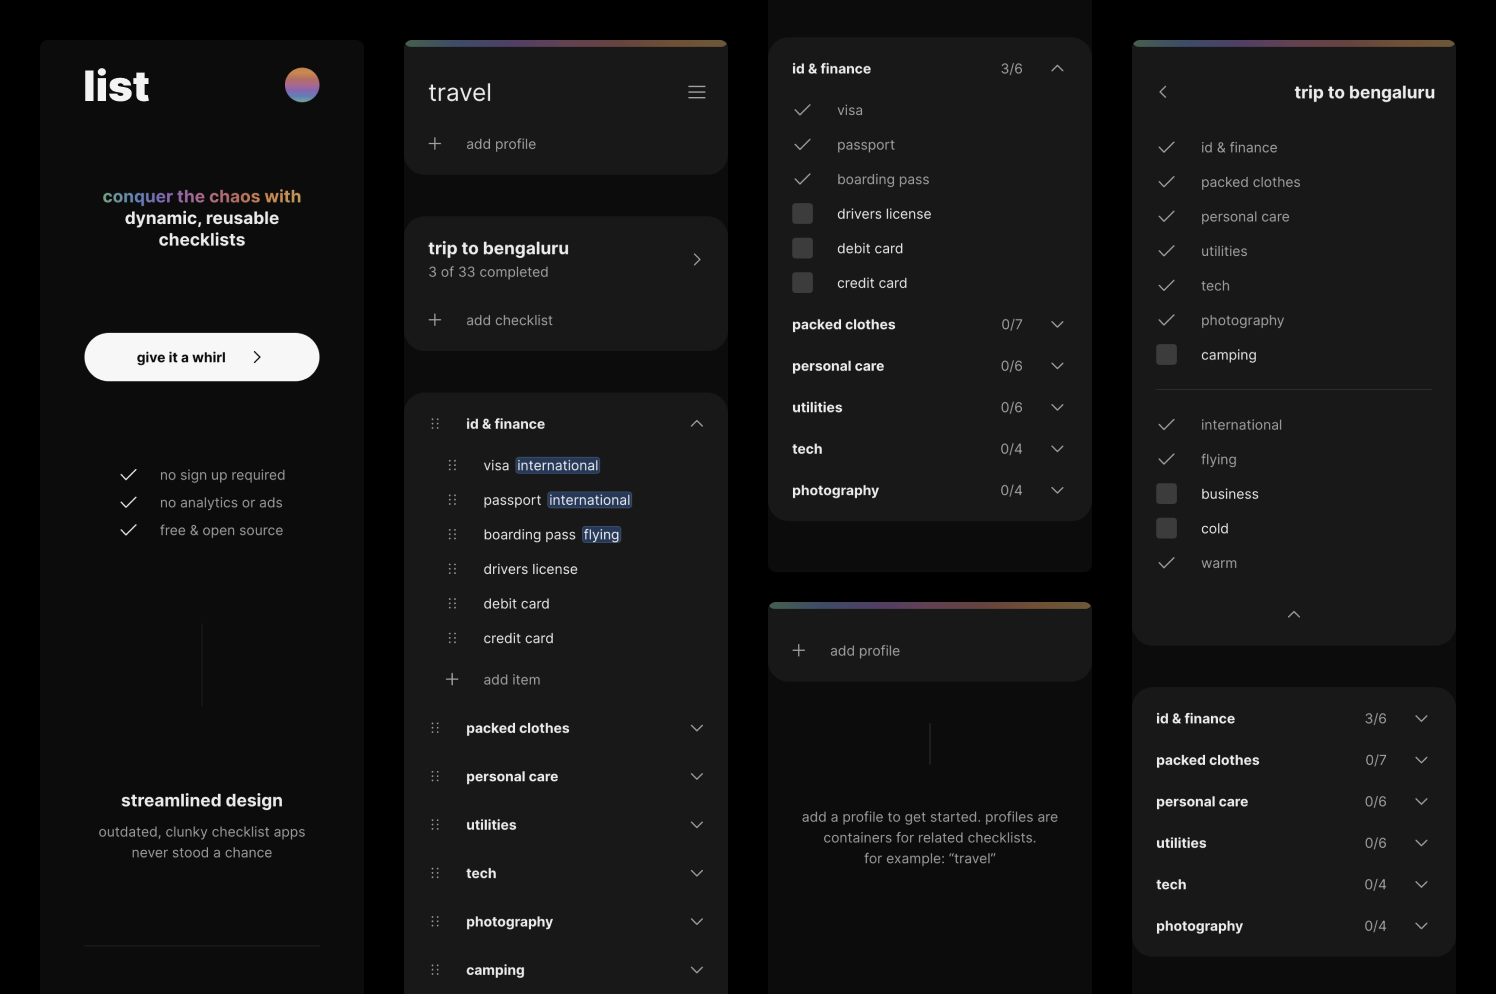 list
conquer the chaos with
dynamic, reusable
checklists
give it a whirl
no sign up required
no analytics or ads
free & open source
streamlined design
outdated, clunky checklist apps
never stood a chance
travel
add profile
trip to bengaluru
3 of 33 completed
add checklist
id & finance
visa international
passport international
boarding pass flying
drivers license
debit card
credit card
add item
packed clothes
personal care
utilities
tech
photography
camping
id & finance 3/6
visa
passport
boarding pass
drivers license
debit card
credit card
packed clothes 0/7
personal care 0/6
utilities 0/6
tech 0/4
photography 0/4
add profile
add a profile to get started. profiles are
containers for related checklists.
for example: “travel”
trip to bengaluru
id & finance
packed clothes
personal care
utilities
tech
photography
camping
international
flying
business
cold
warm
id & finance 3/6
packed clothes 0/7
personal care 0/6
utilities 0/6
tech 0/4
photography 0/4